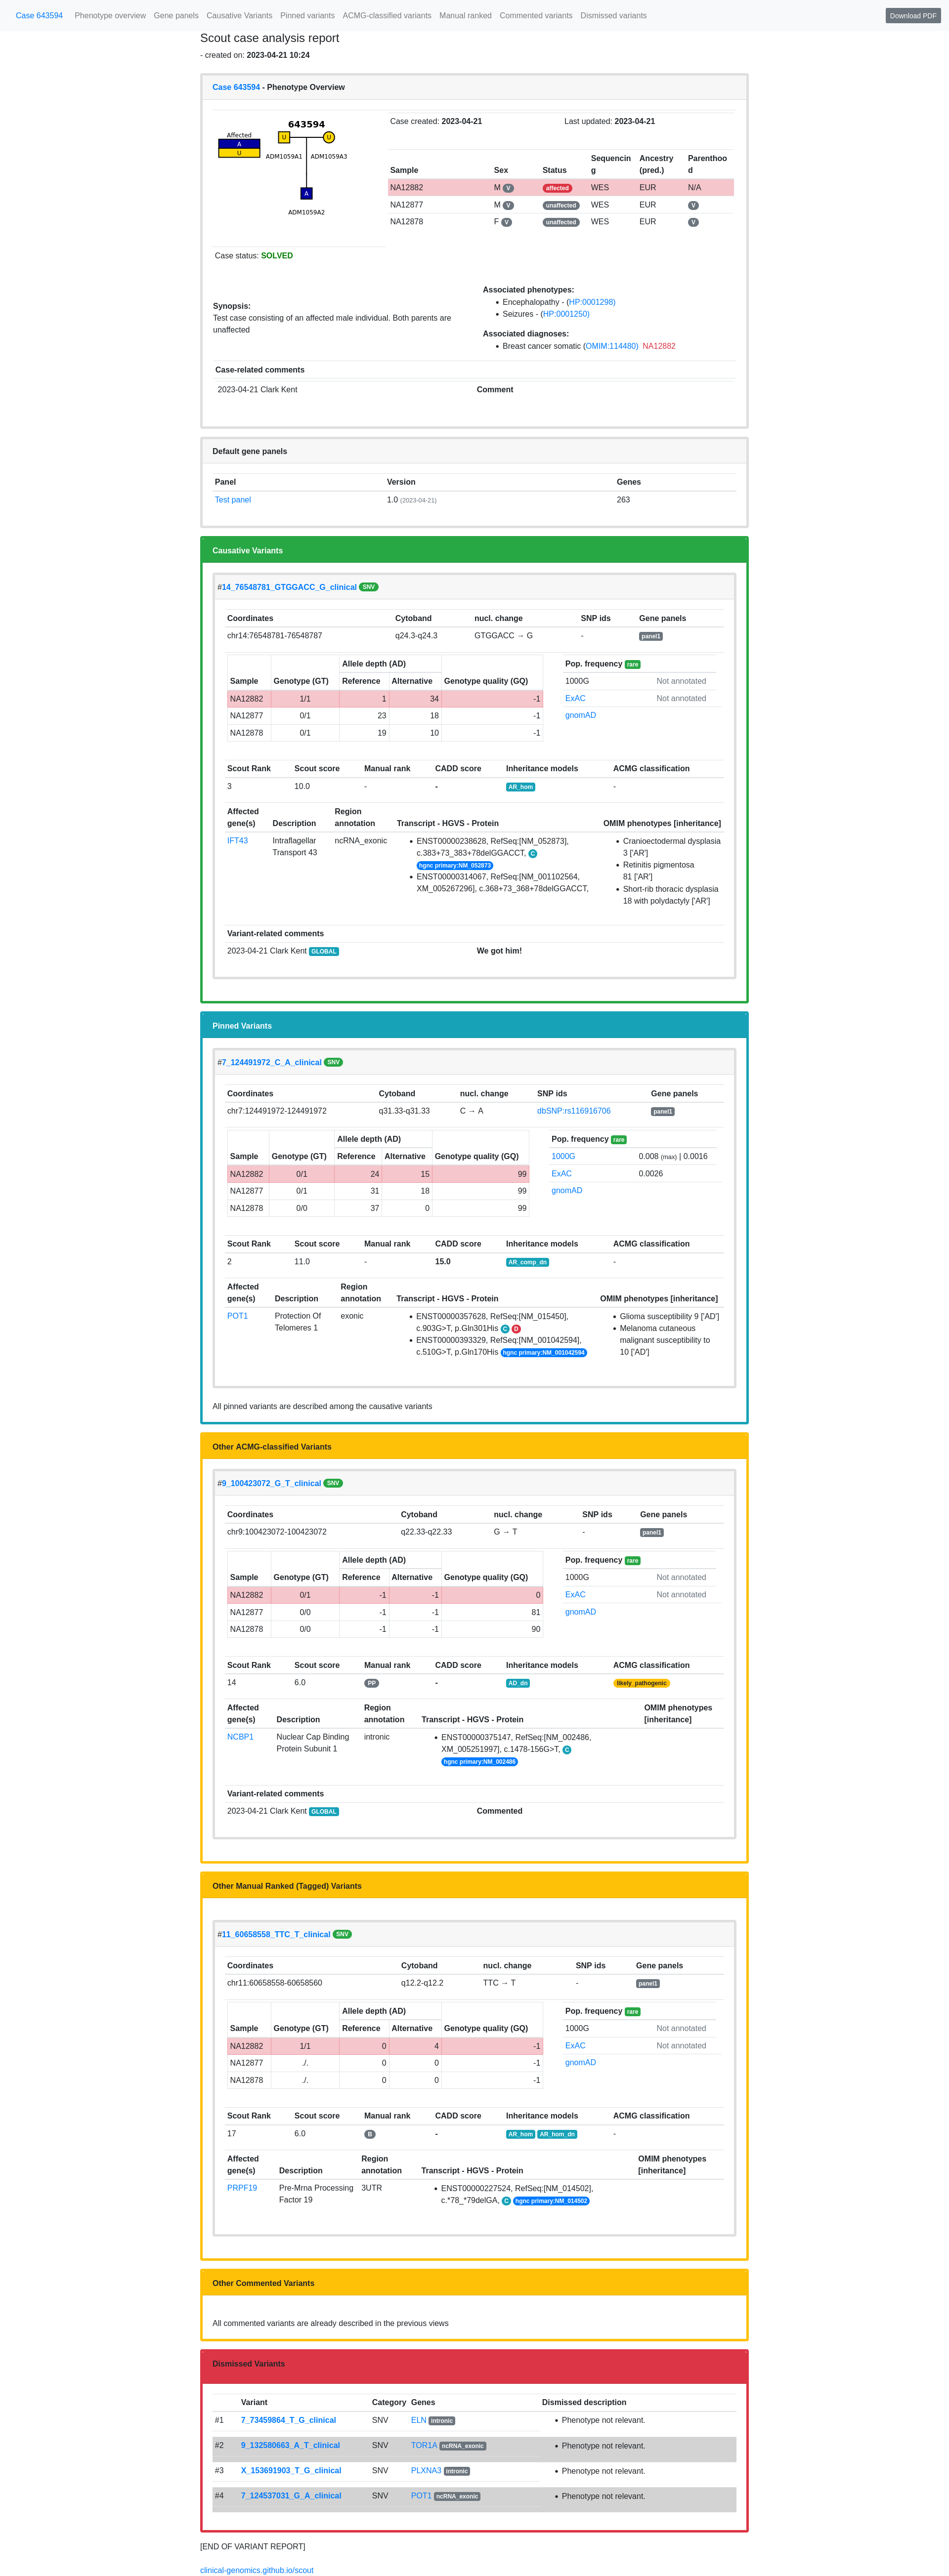 Case 643594 Phenotype overview Gene panels Causative Variants Pinned variants ACMG-classified variants Manual ranked Commented variants Dismissed variants Download PDF
Scout case analysis report
- created on: 2023-04-21 10:24
Case 643594 - Phenotype Overview
643594
Affected
A
U
U U
ADM1059A1 ADM1059A3
A
ADM1059A2
Case created: 2023-04-21 Last updated: 2023-04-21
Sample Sex Status Sequencin
g Ancestry
(pred.) Parenthoo
d
NA12882 M V affected WES EUR N/A
NA12877 M V unaffected WES EUR V
NA12878 F V unaffected WES EUR V
Case status: SOLVED
Synopsis:
Test case consisting of an affected male individual. Both parents are
unaffected
Associated phenotypes:
Encephalopathy - (HP:0001298)
Seizures - (HP:0001250)
Associated diagnoses:
Breast cancer somatic (OMIM:114480) NA12882
Case-related comments
2023-04-21 Clark Kent Comment
Default gene panels
Panel Version Genes
Test panel 1.0 (2023-04-21) 263
Causative Variants
#14_76548781_GTGGACC_G_clinical SNV
Coordinates Cytoband nucl. change SNP ids Gene panels
chr14:76548781-76548787 q24.3-q24.3 GTGGACC → G - panel1
Allele depth (AD)
Sample Genotype (GT) Reference Alternative Genotype quality (GQ)
NA12882 1/1 1 34 -1
NA12877 0/1 23 18 -1
NA12878 0/1 19 10 -1
Pop. frequency rare
1000G Not annotated
ExAC Not annotated
gnomAD
Scout Rank Scout score Manual rank CADD score Inheritance models ACMG classification
3 10.0 - - AR_hom -
Affected
gene(s) Description Region
annotation Transcript - HGVS - Protein OMIM phenotypes [inheritance]
IFT43 Intraflagellar
Transport 43 ncRNA_exonic
ENST00000238628, RefSeq:[NM_052873],
c.383+73_383+78delGGACCT, C
hgnc primary:NM_052873
ENST00000314067, RefSeq:[NM_001102564,
XM_005267296], c.368+73_368+78delGGACCT,
Cranioectodermal dysplasia
3 ['AR']
Retinitis pigmentosa
81 ['AR']
Short-rib thoracic dysplasia
18 with polydactyly ['AR']
Variant-related comments
2023-04-21 Clark Kent GLOBAL We got him!
Pinned Variants
#7_124491972_C_A_clinical SNV
Coordinates Cytoband nucl. change SNP ids Gene panels
chr7:124491972-124491972 q31.33-q31.33 C → A dbSNP:rs116916706 panel1
Allele depth (AD)
Sample Genotype (GT) Reference Alternative Genotype quality (GQ)
NA12882 0/1 24 15 99
NA12877 0/1 31 18 99
NA12878 0/0 37 0 99
Pop. frequency rare
1000G 0.008 (max) | 0.0016
ExAC 0.0026
gnomAD
Scout Rank Scout score Manual rank CADD score Inheritance models ACMG classification
2 11.0 - 15.0 AR_comp_dn -
Affected
gene(s) Description Region
annotation Transcript - HGVS - Protein OMIM phenotypes [inheritance]
POT1 Protection Of
Telomeres 1 exonic
ENST00000357628, RefSeq:[NM_015450],
c.903G>T, p.Gln301His C D
ENST00000393329, RefSeq:[NM_001042594],
c.510G>T, p.Gln170His hgnc primary:NM_001042594
Glioma susceptibility 9 ['AD']
Melanoma cutaneous
malignant susceptibility to
10 ['AD']
All pinned variants are described among the causative variants
Other ACMG-classified Variants
#9_100423072_G_T_clinical SNV
Coordinates Cytoband nucl. change SNP ids Gene panels
chr9:100423072-100423072 q22.33-q22.33 G → T - panel1
Allele depth (AD)
Sample Genotype (GT) Reference Alternative Genotype quality (GQ)
NA12882 0/1 -1 -1 0
NA12877 0/0 -1 -1 81
NA12878 0/0 -1 -1 90
Pop. frequency rare
1000G Not annotated
ExAC Not annotated
gnomAD
Scout Rank Scout score Manual rank CADD score Inheritance models ACMG classification
14 6.0 PP - AD_dn likely_pathogenic
Affected
gene(s) Description Region
annotation Transcript - HGVS - Protein OMIM phenotypes
[inheritance]
NCBP1 Nuclear Cap Binding
Protein Subunit 1 intronic
ENST00000375147, RefSeq:[NM_002486,
XM_005251997], c.1478-156G>T, C
hgnc primary:NM_002486
Variant-related comments
2023-04-21 Clark Kent GLOBAL Commented
Other Manual Ranked (Tagged) Variants
#11_60658558_TTC_T_clinical SNV
Coordinates Cytoband nucl. change SNP ids Gene panels
chr11:60658558-60658560 q12.2-q12.2 TTC → T - panel1
Allele depth (AD)
Sample Genotype (GT) Reference Alternative Genotype quality (GQ)
NA12882 1/1 0 4 -1
NA12877 ./. 0 0 -1
NA12878 ./. 0 0 -1
Pop. frequency rare
1000G Not annotated
ExAC Not annotated
gnomAD
Scout Rank Scout score Manual rank CADD score Inheritance models ACMG classification
17 6.0 B - AR_hom AR_hom_dn -
Affected
gene(s) Description Region
annotation Transcript - HGVS - Protein OMIM phenotypes
[inheritance]
PRPF19 Pre-Mrna Processing
Factor 19 3UTR
ENST00000227524, RefSeq:[NM_014502],
c.*78_*79delGA, C hgnc primary:NM_014502
Other Commented Variants
All commented variants are already described in the previous views
Dismissed Variants
Variant Category Genes Dismissed description
#1 7_73459864_T_G_clinical SNV ELN intronic Phenotype not relevant.
#2 9_132580663_A_T_clinical SNV TOR1A ncRNA_exonic Phenotype not relevant.
#3 X_153691903_T_G_clinical SNV PLXNA3 intronic Phenotype not relevant.
#4 7_124537031_G_A_clinical SNV POT1 ncRNA_exonic Phenotype not relevant.
[END OF VARIANT REPORT]
clinical-genomics.github.io/scout